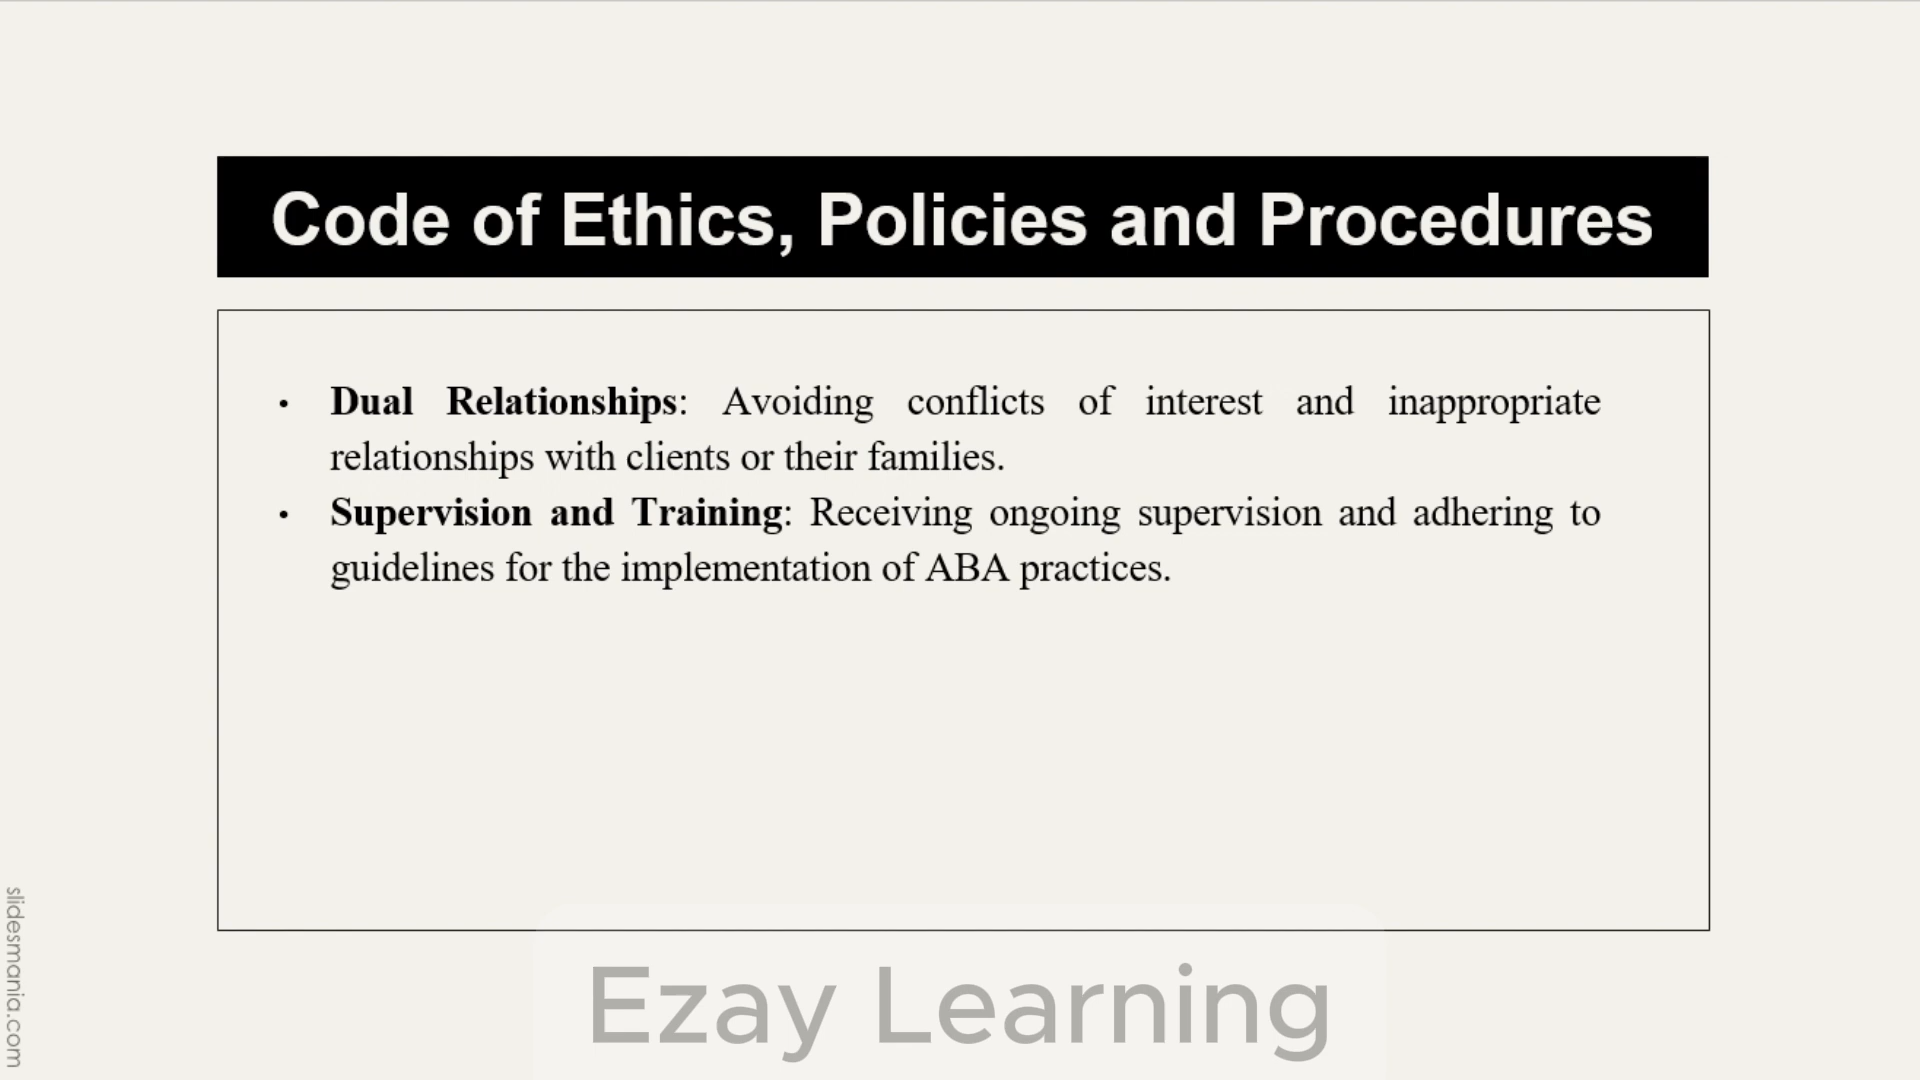 Code of Ethics, Policies and Procedures
• Dual Relationships: Avoiding conflicts of interest and inappropriate
relationships with clients or their families.
• Supervision and Training: Receiving ongoing supervision and adhering to
guidelines for the implementation of ABA practices.
slidesmania.com
Ezay Learning